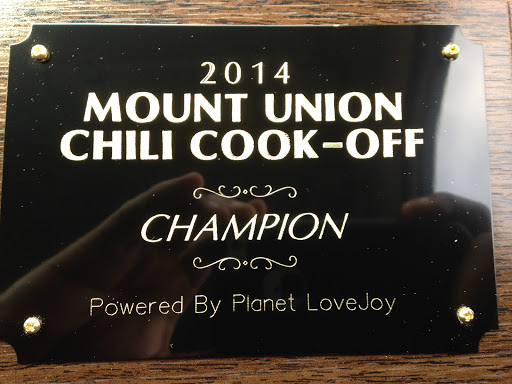 2014
MOUNT UNION
CHILI COOK-OFF
CHAMPION
Powered By Planet LoveJoy